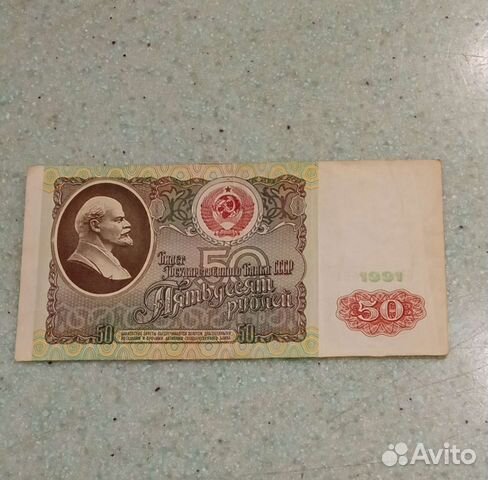 50
Билет
Государственного Банка СССР
Пятьдесят
рублей
50
50
1991
50
Avito